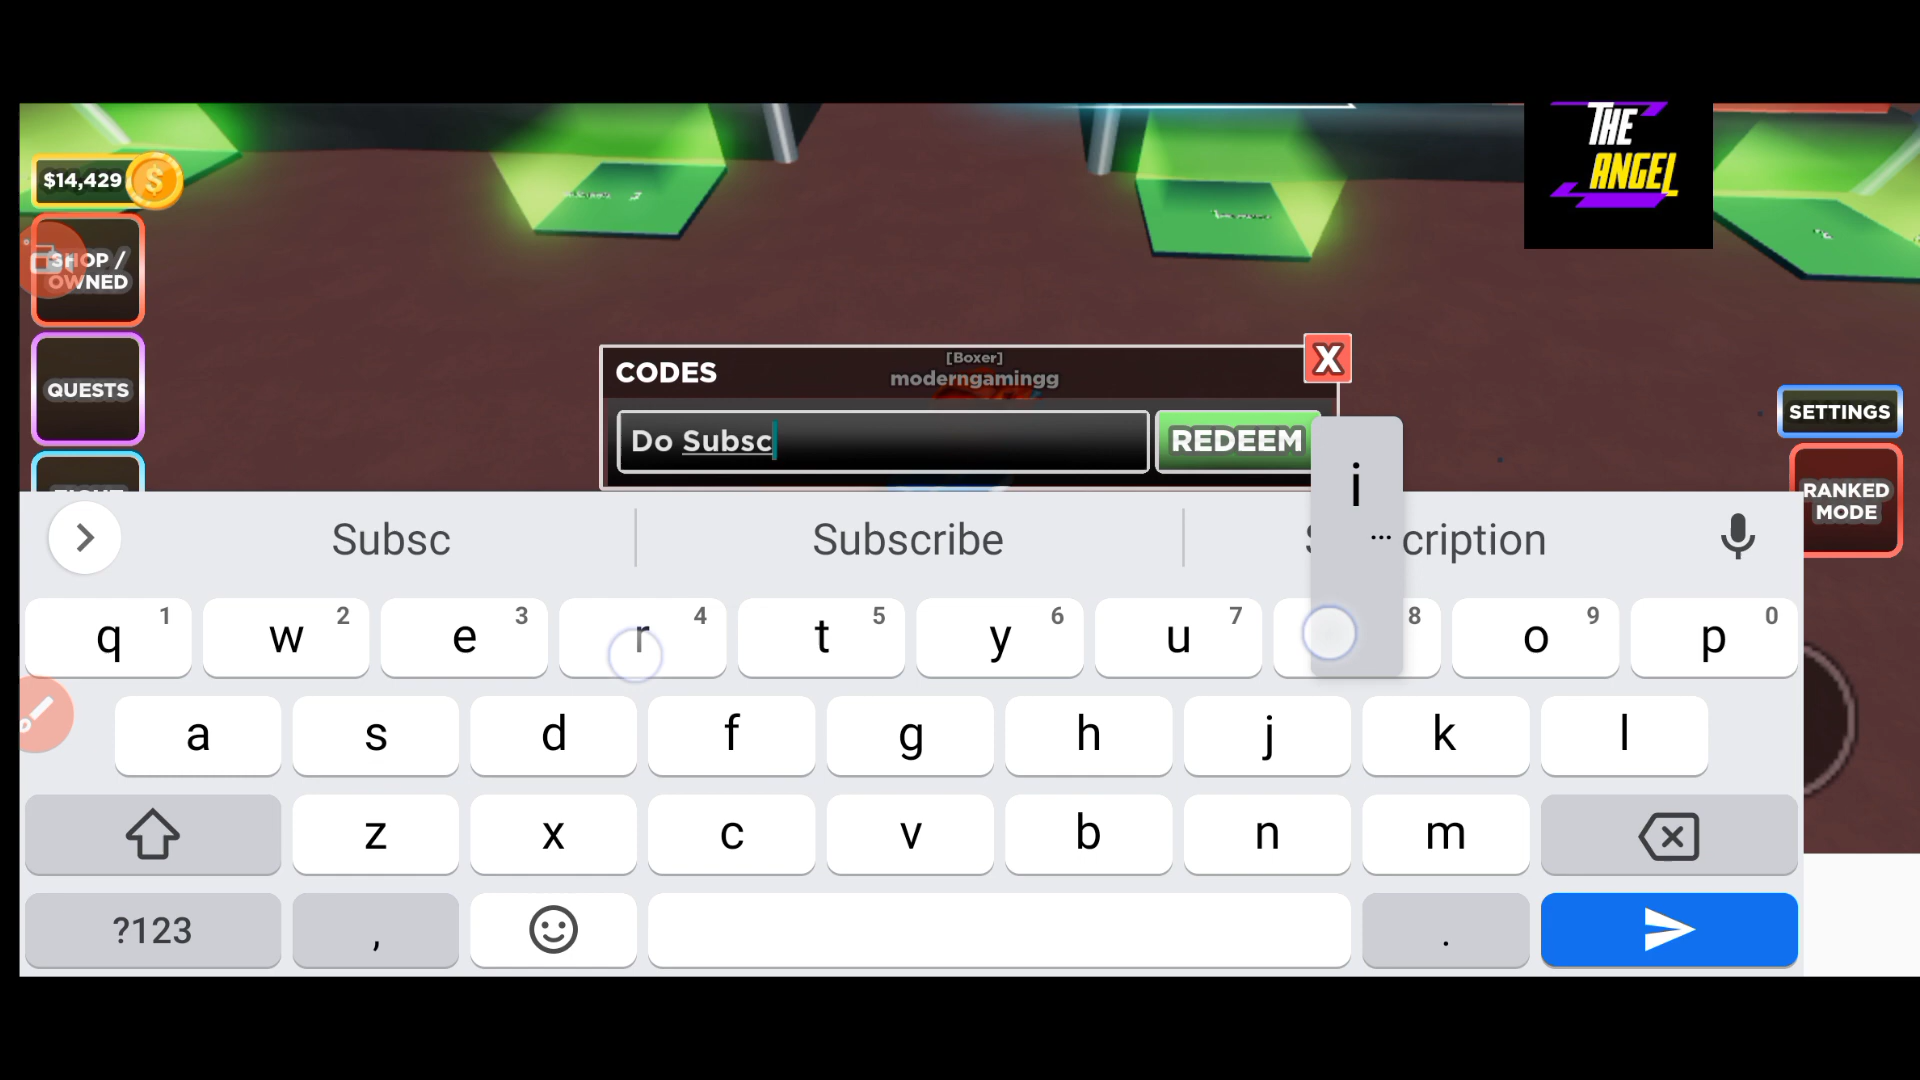 THE
ANGEL
$14,429
SHOP /
OWNED
QUESTS
CODES
[Boxer]
moderngamingg
X
Do Subsc
REDEEM
SETTINGS
RANKED
MODE
i
...
Subsc
Subscribe
cription
q 1 w 2 e 3 r 4 t 5 y 6 u 7 8 o 9 p 0
a s d f g h j k l
z x c v b n m
?123 , .